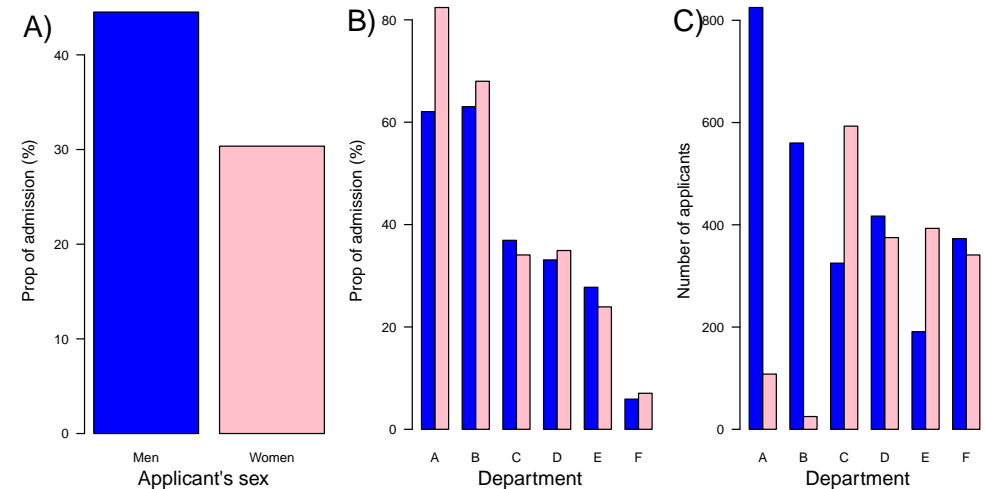 A)
Prop of admission (%)
40
30
20
10
0
Men Women
Applicant's sex
B)
Prop of admission (%)
80
60
40
20
0
A B C D E F
Department
C)
Number of applicants
800
600
400
200
0
A B C D E F
Department